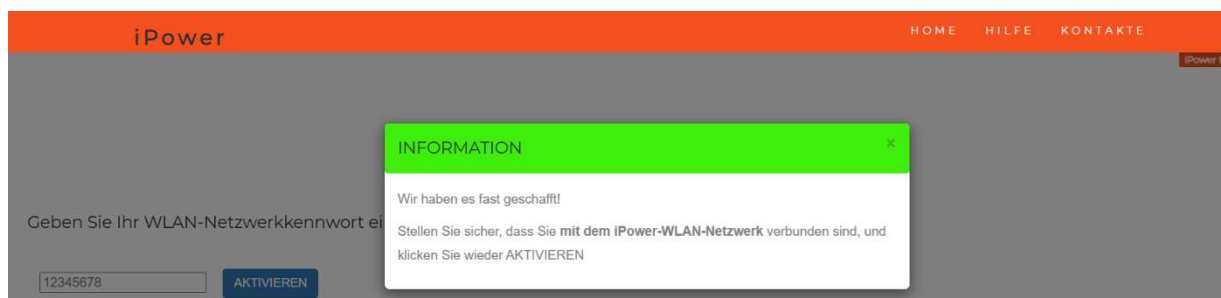 iPower
HOME HILFE KONTAKTE
iPower
INFORMATION ×
Wir haben es fast geschafft!
Geben Sie Ihr WLAN-Netzwerkkennwort ei
Stellen Sie sicher, dass Sie mit dem iPower-WLAN-Netzwerk verbunden sind, und
klicken Sie wieder AKTIVIEREN
12345678 AKTIVIEREN